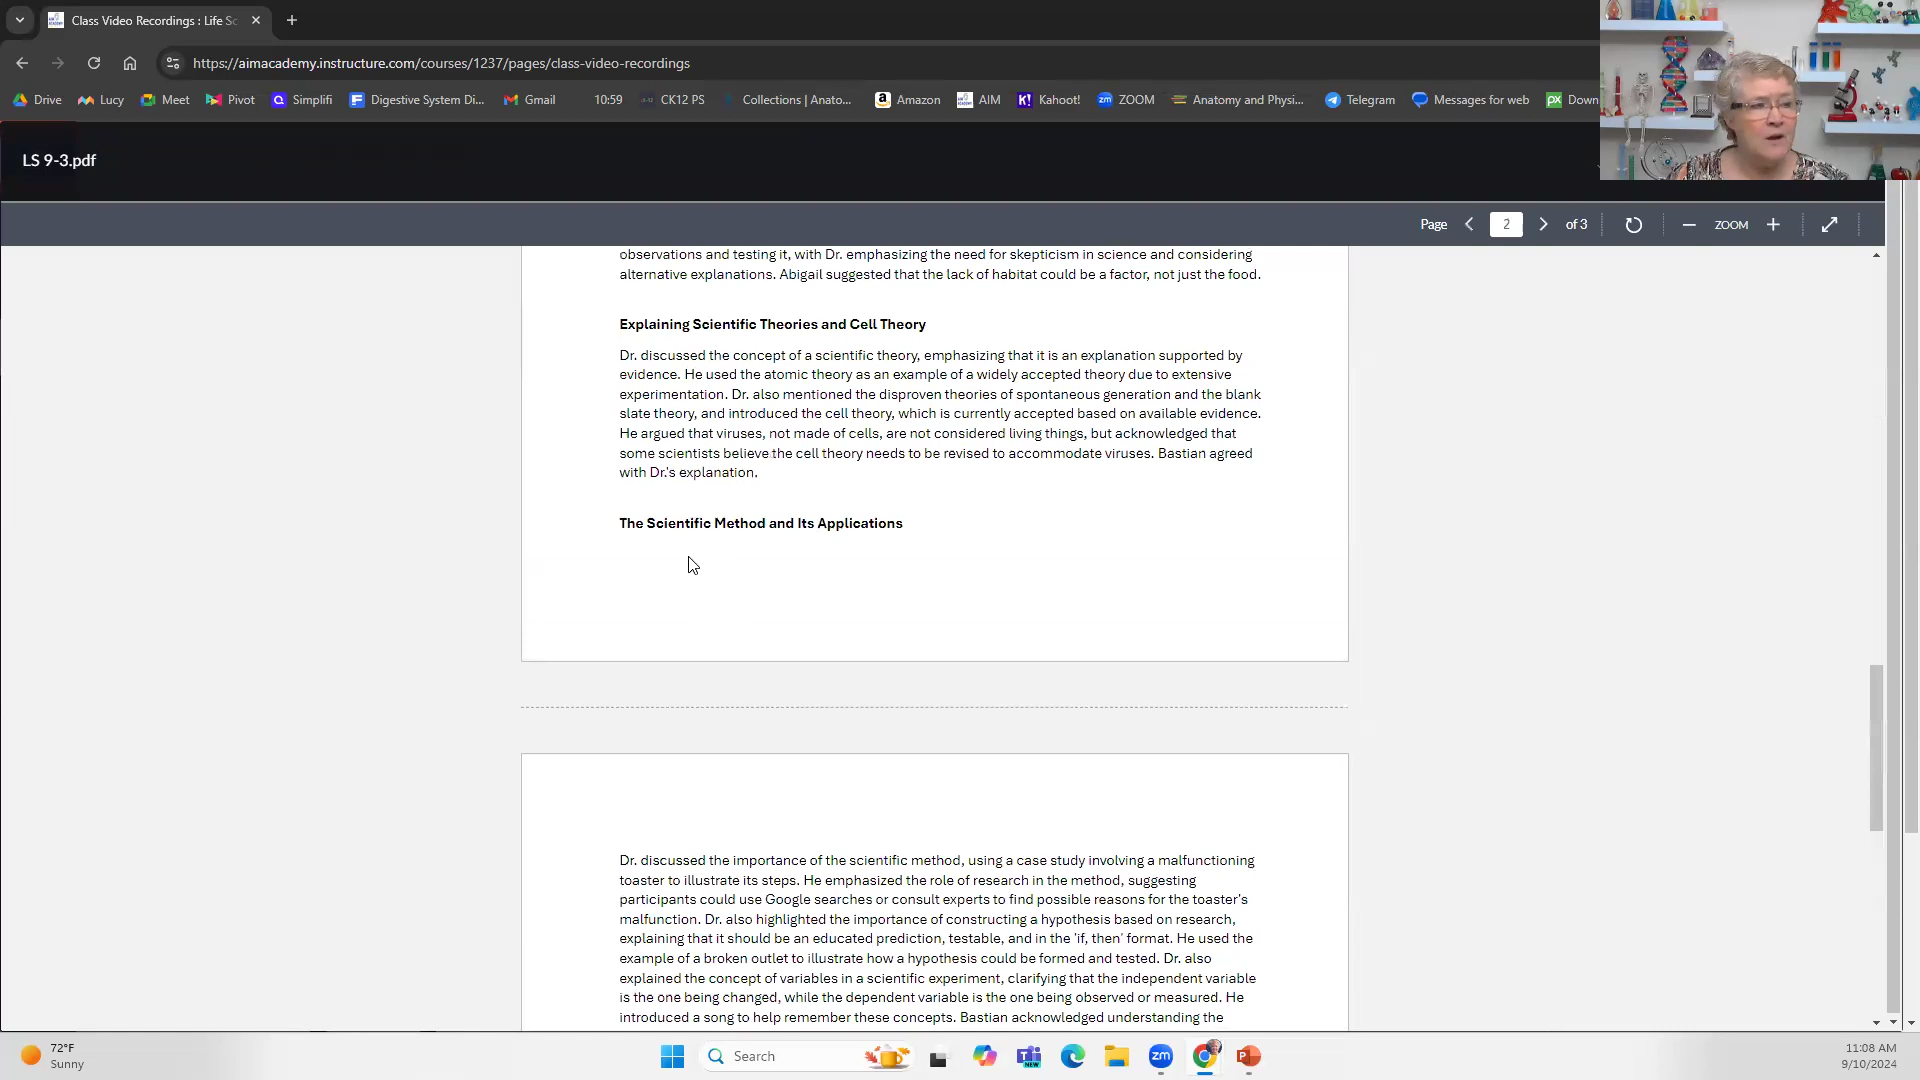 Class Video Recordings : Life Sc
https://aimacademy.instructure.com/courses/1237/pages/class-video-recordings
Drive Lucy Meet Pivot Simplifi Digestive System Di... Gmail 10:59 CK12 PS Collections | Anato... Amazon AIM Kahoot! ZOOM Anatomy and Physi... Telegram Messages for web Down
LS 9-3.pdf
Page 2 of 3 ZOOM
observations and testing it, with Dr. emphasizing the need for skepticism in science and considering
alternative explanations. Abigail suggested that the lack of habitat could be a factor, not just the food.
Explaining Scientific Theories and Cell Theory
Dr. discussed the concept of a scientific theory, emphasizing that it is an explanation supported by
evidence. He used the atomic theory as an example of a widely accepted theory due to extensive
experimentation. Dr. also mentioned the disproven theories of spontaneous generation and the blank
slate theory, and introduced the cell theory, which is currently accepted based on available evidence.
He argued that viruses, not made of cells, are not considered living things, but acknowledged that
some scientists believe the cell theory needs to be revised to accommodate viruses. Bastian agreed
with Dr.'s explanation.
The Scientific Method and Its Applications
Dr. discussed the importance of the scientific method, using a case study involving a malfunctioning
toaster to illustrate its steps. He emphasized the role of research in the method, suggesting
participants could use Google searches or consult experts to find possible reasons for the toaster's
malfunction. Dr. also highlighted the importance of constructing a hypothesis based on research,
explaining that it should be an educated prediction, testable, and in the 'if, then' format. He used the
example of a broken outlet to illustrate how a hypothesis could be formed and tested. Dr. also
explained the concept of variables in a scientific experiment, clarifying that the independent variable
is the one being changed, while the dependent variable is the one being observed or measured. He
introduced a song to help remember these concepts. Bastian acknowledged understanding the
72°F
Sunny
Search
11:08 AM
9/10/2024